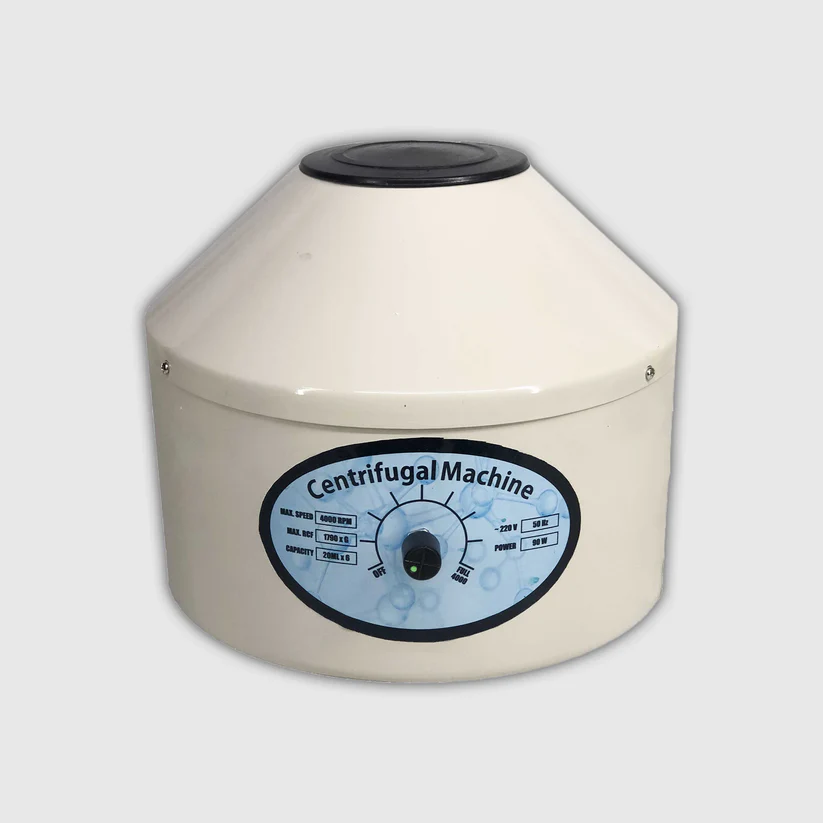 Centrifugal Machine
MAX. SPEED 4000 RPM
MAX. RCF 1790 x G
CAPACITY 20ML x 6
OFF
FULL
4000
~ 220 V 50 Hz
POWER 90 W